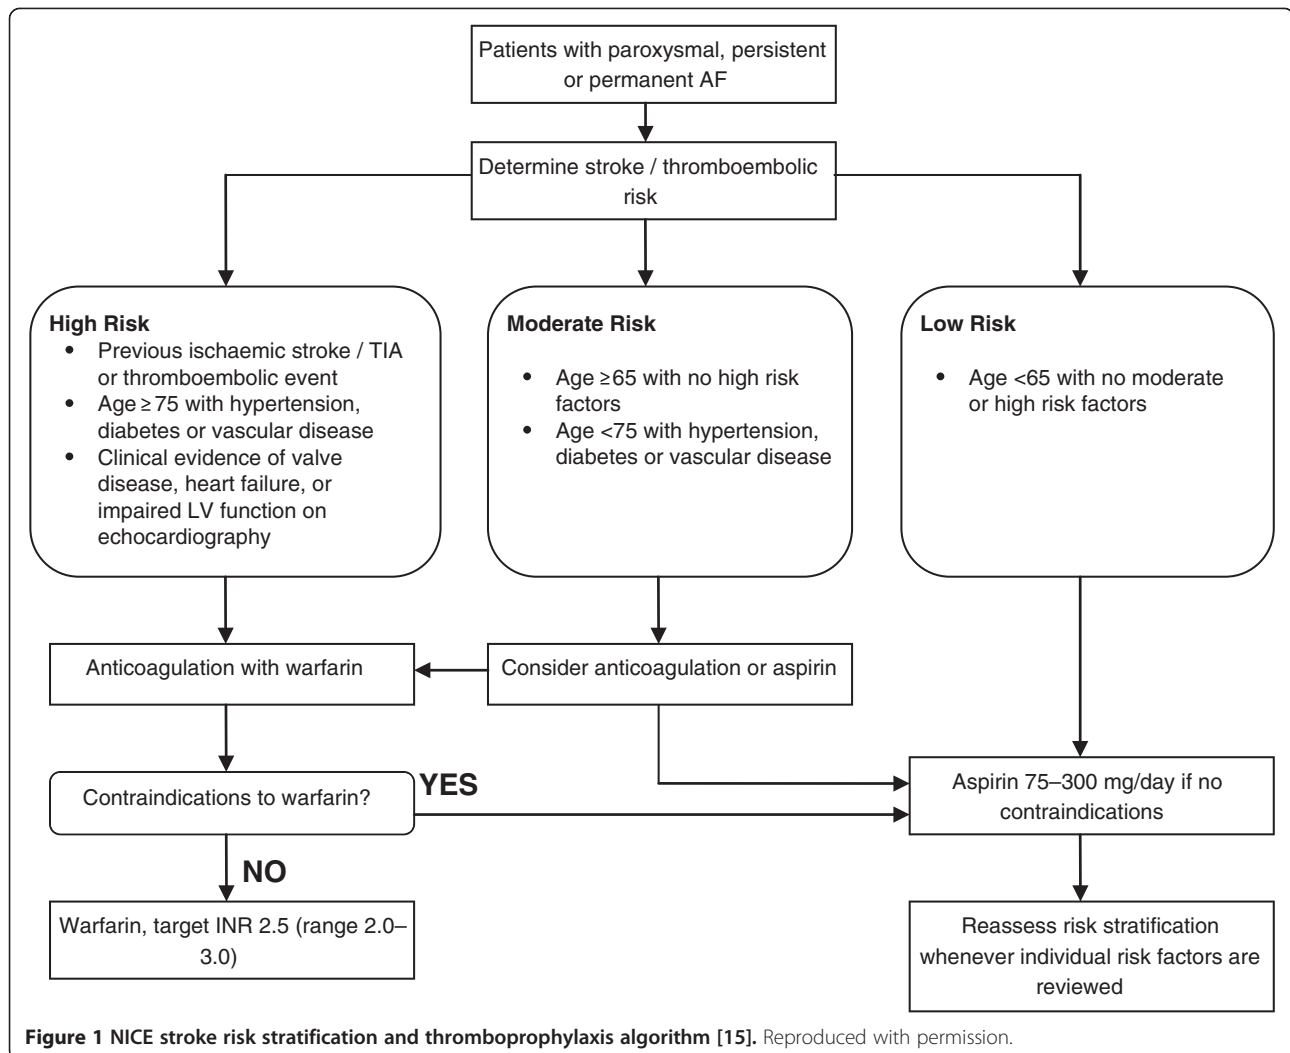 Patients with paroxysmal, persistent
or permanent AF
Determine stroke / thromboembolic
risk
High Risk
• Previous ischaemic stroke / TIA
or thromboembolic event
• Age ≥ 75 with hypertension,
diabetes or vascular disease
• Clinical evidence of valve
disease, heart failure, or
impaired LV function on
echocardiography
Moderate Risk
• Age ≥65 with no high risk
factors
• Age <75 with hypertension,
diabetes or vascular disease
Low Risk
• Age <65 with no moderate
or high risk factors
Anticoagulation with warfarin
Consider anticoagulation or aspirin
Contraindications to warfarin?
YES
Aspirin 75–300 mg/day if no
contraindications
NO
Warfarin, target INR 2.5 (range 2.0–
3.0)
Reassess risk stratification
whenever individual risk factors are
reviewed
Figure 1 NICE stroke risk stratification and thromboprophylaxis algorithm [15]. Reproduced with permission.